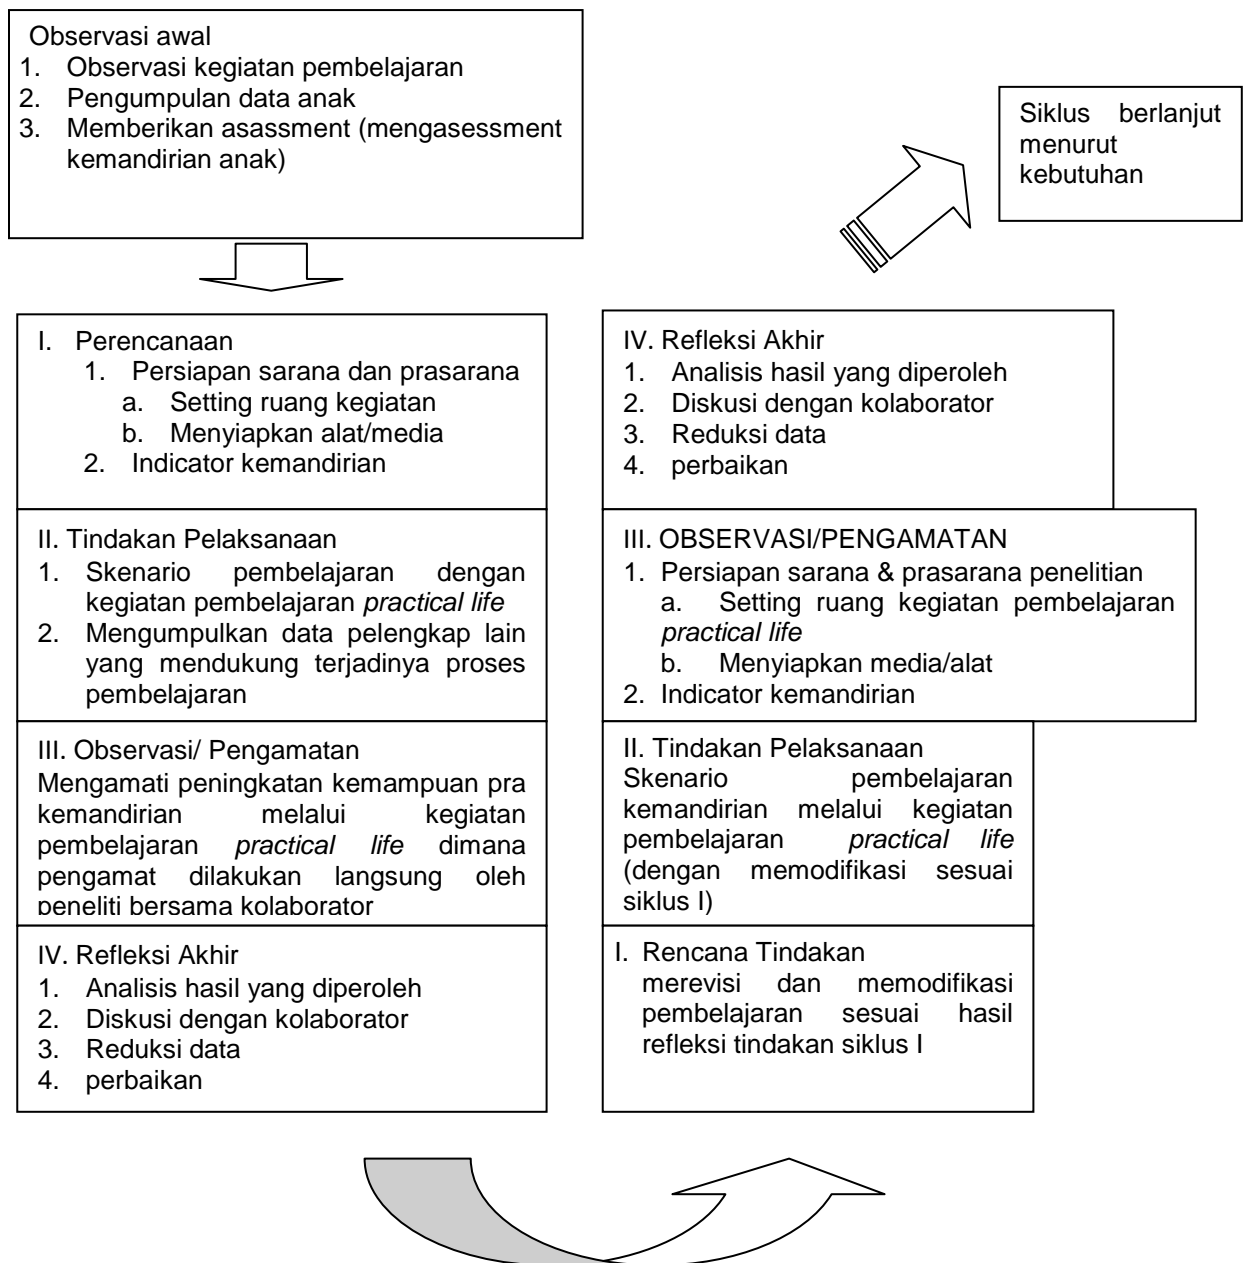 Observasi awal
1. Observasi kegiatan pembelajaran
2. Pengumpulan data anak
3. Memberikan asassment (mengasessment
kemandirian anak)
Siklus berlanjut
menurut
kebutuhan
I. Perencanaan
1. Persiapan sarana dan prasarana
a. Setting ruang kegiatan
b. Menyiapkan alat/media
2. Indicator kemandirian
II. Tindakan Pelaksanaan
1. Skenario pembelajaran dengan
kegiatan pembelajaran practical life
2. Mengumpulkan data pelengkap lain
yang mendukung terjadinya proses
pembelajaran
III. Observasi/ Pengamatan
Mengamati peningkatan kemampuan pra
kemandirian melalui kegiatan
pembelajaran practical life dimana
pengamat dilakukan langsung oleh
peneliti bersama kolaborator
IV. Refleksi Akhir
1. Analisis hasil yang diperoleh
2. Diskusi dengan kolaborator
3. Reduksi data
4. perbaikan
IV. Refleksi Akhir
1. Analisis hasil yang diperoleh
2. Diskusi dengan kolaborator
3. Reduksi data
4. perbaikan
III. OBSERVASI/PENGAMATAN
1. Persiapan sarana & prasarana penelitian
a. Setting ruang kegiatan pembelajaran
practical life
b. Menyiapkan media/alat
2. Indicator kemandirian
II. Tindakan Pelaksanaan
Skenario pembelajaran
kemandirian melalui kegiatan
pembelajaran practical life
(dengan memodifikasi sesuai
siklus I)
I. Rencana Tindakan
merevisi dan memodifikasi
pembelajaran sesuai hasil
refleksi tindakan siklus I